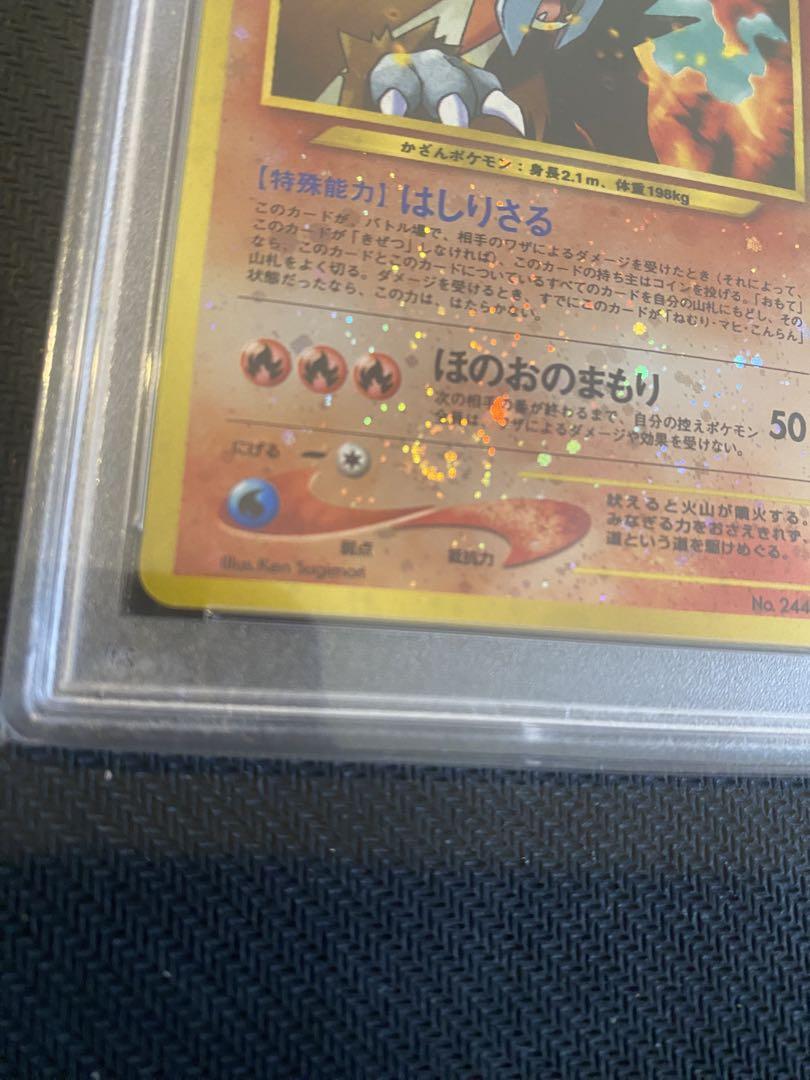 かざんポケモン：身長2.1m、体重198kg
【特殊能力】はしりさる
このカードが、バトル場で、相手のワザによるダメージを受けたとき（それによって、
このカードが「きぜつ」しなければ）、このカードの持ち主はコインを投げる。「おもて」
なら、このカードとこのカードについているすべてのカードを自分の山札にもどし、その
山札をよく切る。ダメージを受けるとき、すでにこのカードが「ねむり・マヒ・こんらん」
状態だったなら、この力は、はたらかない。
ほのおのまもり 50
次の相手の番が終わるまで、自分の控えポケモン
全員は、ワザによるダメージや効果を受けない。
にげる
吠えると火山が噴火する。
みなぎる力をおさえきれず、
道という道を駆けめぐる。
弱点
抵抗力
Illus. Ken Sugimori
No. 244